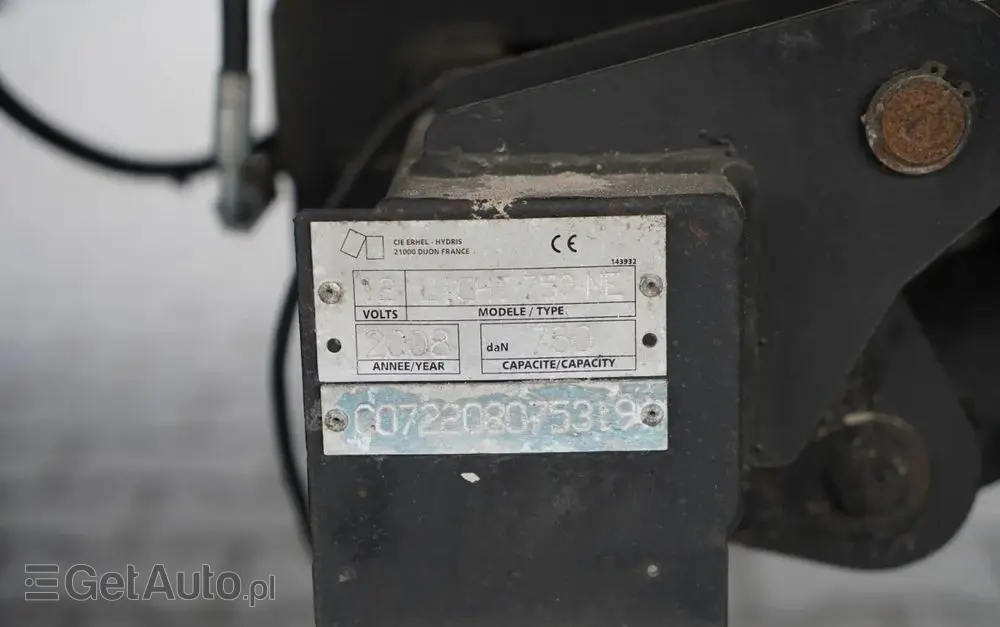 CIE ERHEL - HYDRIS
21000 DIJON FRANCE
CE
143932
12
VOLTS MODELE / TYPE
2008 daN 750
ANNEE/YEAR CAPACITE/CAPACITY
GetAuto.pl